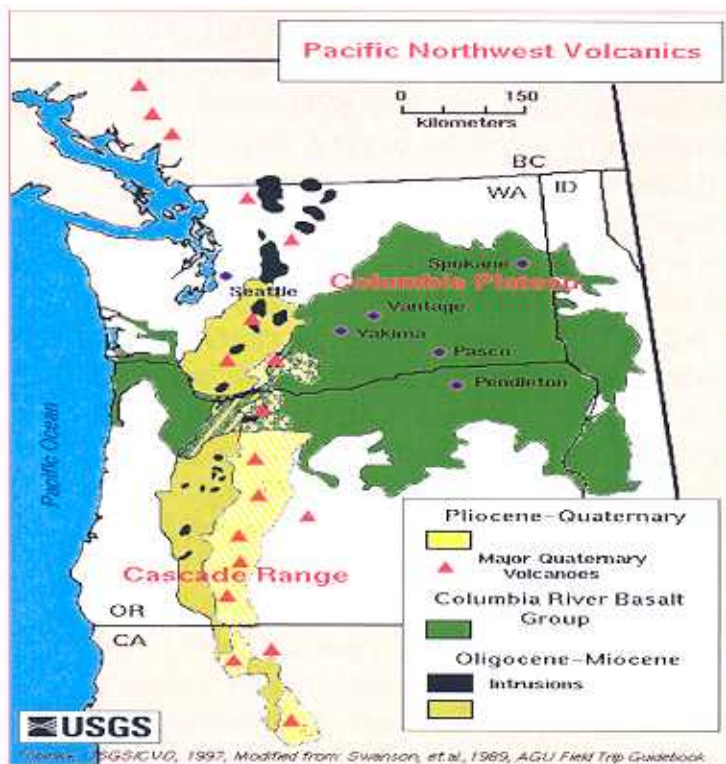 Pacific Northwest Volcanics
0 150
kilometers
BC
WA
ID
Spokane
Columbia Plateau
Seattle
Vantage
Yakima
Pasco
Pendleton
Pacific Ocean
Cascade Range
OR
CA
Pliocene-Quaternary
Major Quaternary
Volcanoes
Columbia River Basalt
Group
Oligocene-Miocene
Intrusions
USGS
USGS/CVO, 1997, Modified from: Swanson, et.al., 1989, AGU Field Trip Guidebook